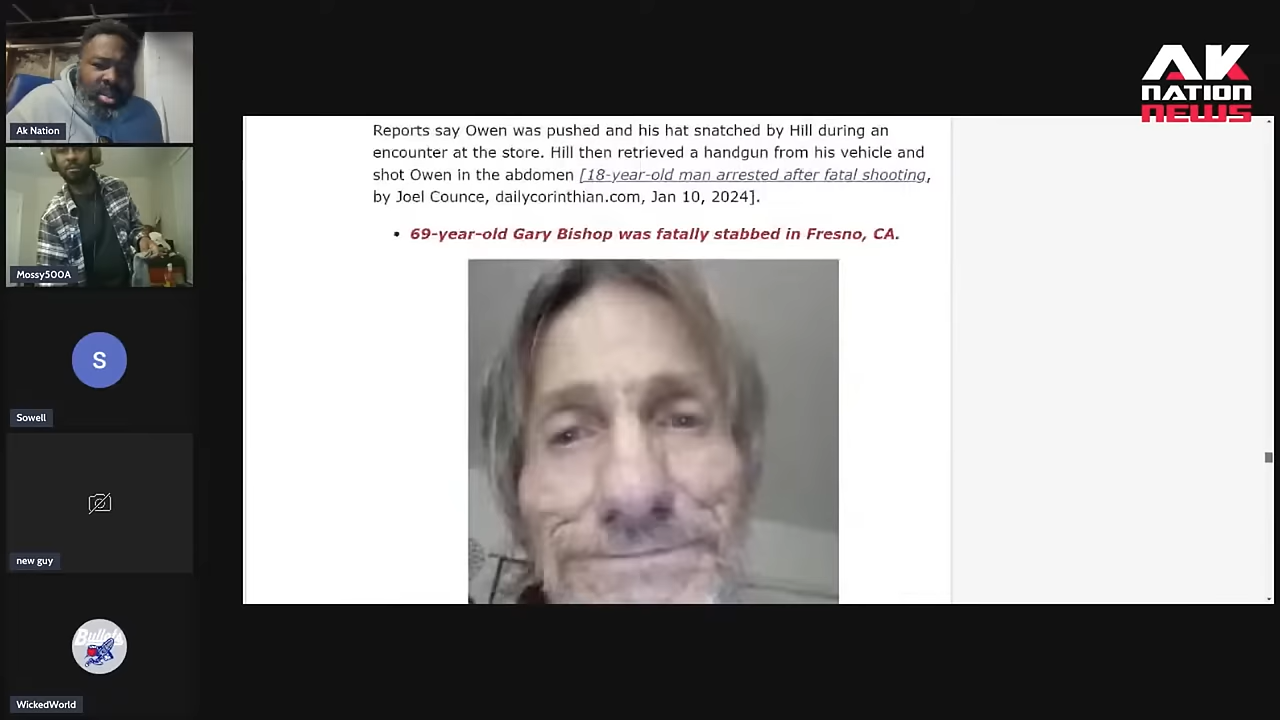 Ak Nation
Mossy500A
S
Sowell
new guy
Bullets
WickedWorld
AK
NATION
NEWS
Reports say Owen was pushed and his hat snatched by Hill during an
encounter at the store. Hill then retrieved a handgun from his vehicle and
shot Owen in the abdomen [18-year-old man arrested after fatal shooting,
by Joel Counce, dailycorinthian.com, Jan 10, 2024].
• 69-year-old Gary Bishop was fatally stabbed in Fresno, CA.